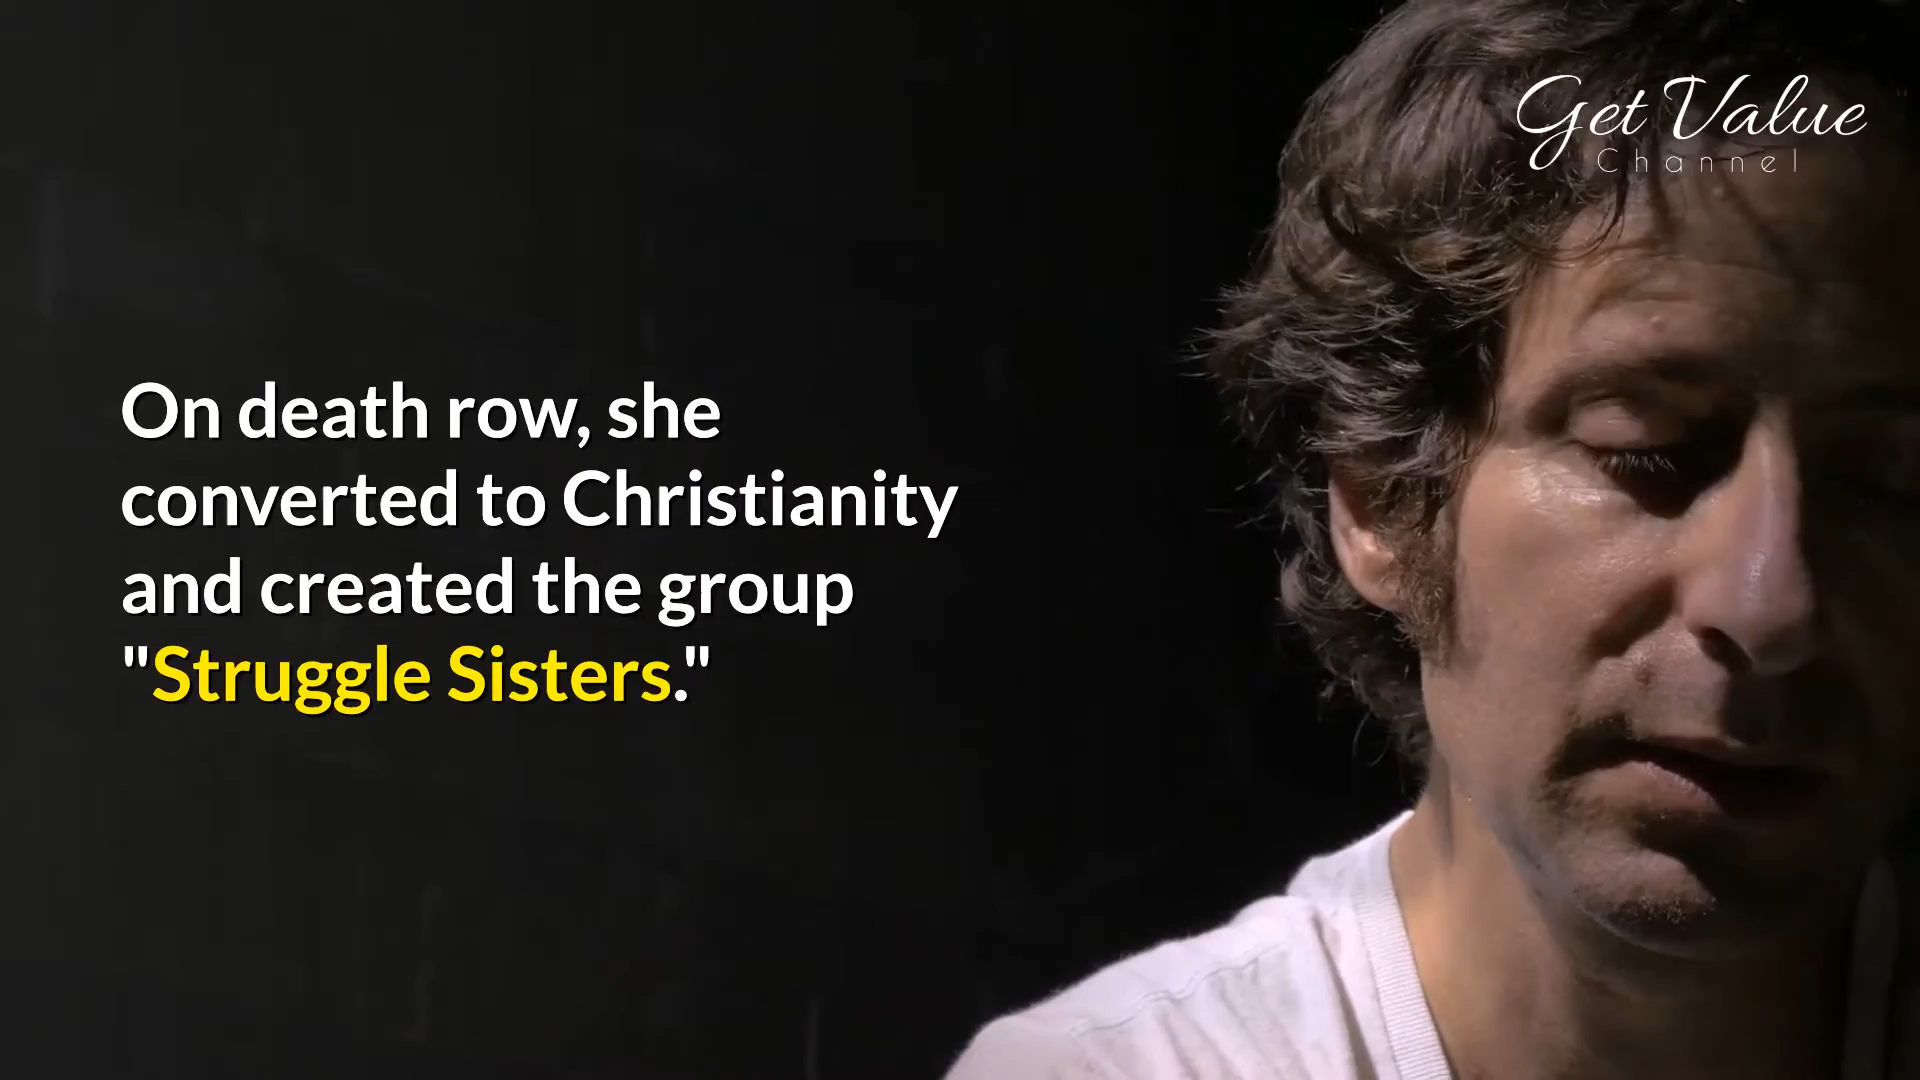 Get Value
Channel
On death row, she
converted to Christianity
and created the group
"Struggle Sisters."